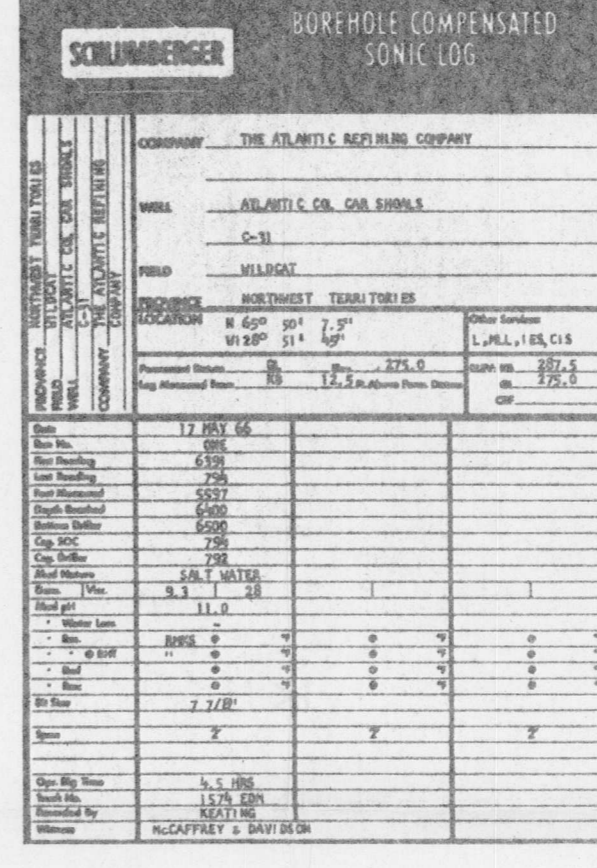 SCHLUMBERGER
BOREHOLE COMPENSATED
SONIC LOG
PROVINCE NORTHWEST TERRITORIES
FIELD WILDCAT
WELL ATLANTIC COL CAR SHOALS
C-31
COMPANY THE ATLANTIC REFINING
COMPANY
COMPANY THE ATLANTIC REFINING COMPANY
WELL ATLANTIC COL CAR SHOALS
C-31
FIELD WILDCAT
PROVINCE NORTHWEST TERRITORIES
LOCATION N 65° 50' 7.5"
W128° 51' 45"
Other Services
L,MLL,IES,CIS
Permanent Datum GL Elev. 275.0
Log Measured From KB 12.5 Ft. Above Perm. Datum
ELEV. KB 287.5
GL 275.0
CHF
Date 17 MAY 66
Run No. ONE
First Reading 6391
Last Reading 794
Feet Measured 5597
Depth Reached 6400
Bottom Driller 6500
Csg. SOC 794
Csg. Driller 792
Mud Nature SALT WATER
Dens. | Visc. 9.3 | 28
Mud pH 11.0
" Water Loss -
" Res. RMKS @ °F @ °F @
" " @ BHT " @ °F @ °F @
" Rmf @ °F @ °F @
" Rmc @ °F @ °F @
Bit Size 7 7/8"
Spans 2' 2' 2'
Opr. Rig Time 4.5 HRS
Truck No. 1574 EDM
Recorded By KEATING
Witness McCAFFREY & DAVIDSON